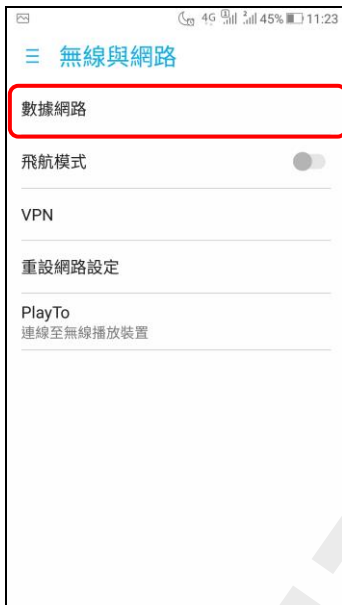 4G 45% 11:23
無線與網路
數據網路
飛航模式
VPN
重設網路設定
PlayTo
連線至無線播放裝置